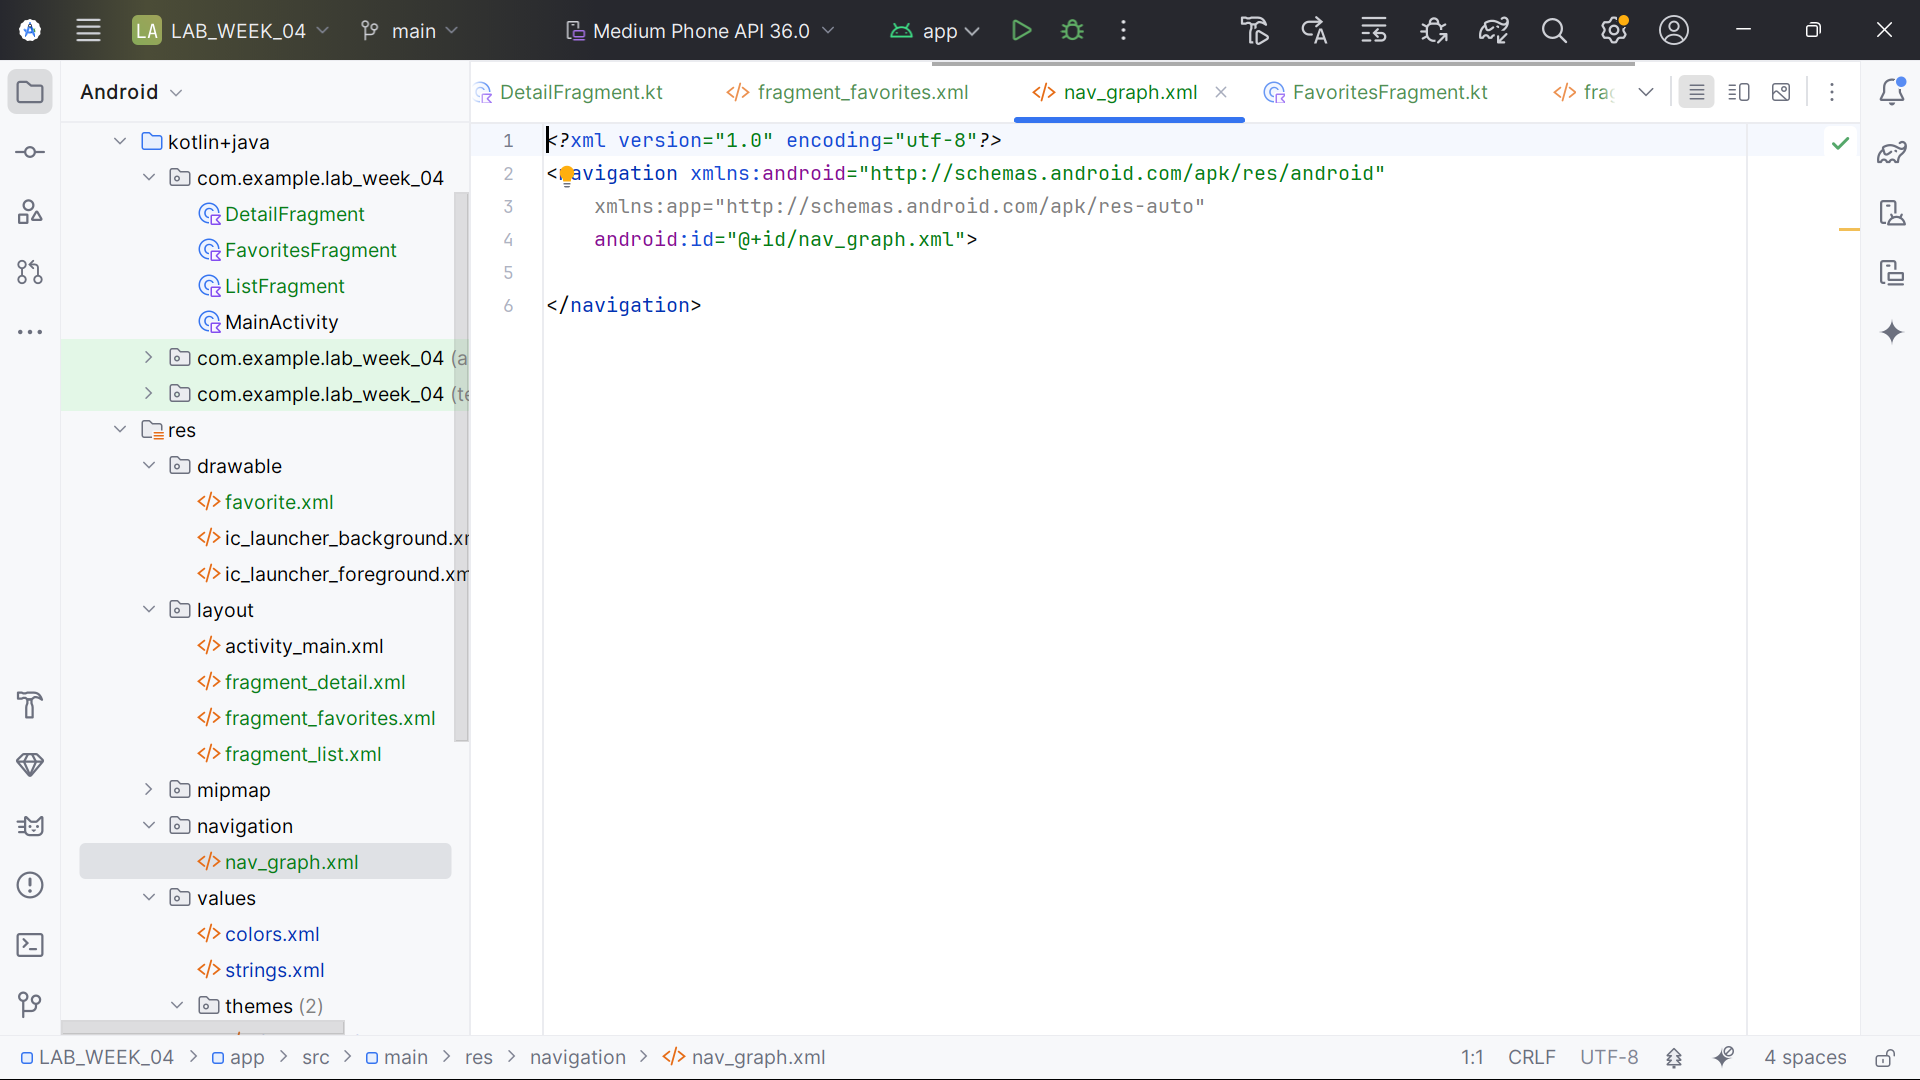 LA LAB_WEEK_04 main Medium Phone API 36.0 app
Android
DetailFragment.kt fragment_favorites.xml nav_graph.xml FavoritesFragment.kt
kotlin+java
com.example.lab_week_04
DetailFragment
FavoritesFragment
ListFragment
MainActivity
com.example.lab_week_04
com.example.lab_week_04
res
drawable
favorite.xml
ic_launcher_background.xm
ic_launcher_foreground.xm
layout
activity_main.xml
fragment_detail.xml
fragment_favorites.xml
fragment_list.xml
mipmap
navigation
nav_graph.xml
values
colors.xml
strings.xml
themes (2)
1 <?xml version="1.0" encoding="utf-8"?>
2 <navigation xmlns:android="http://schemas.android.com/apk/res/android"
3 xmlns:app="http://schemas.android.com/apk/res-auto"
4 android:id="@+id/nav_graph.xml">
5
6 </navigation>
LAB_WEEK_04 > app > src > main > res > navigation > nav_graph.xml
1:1 CRLF UTF-8 4 spaces